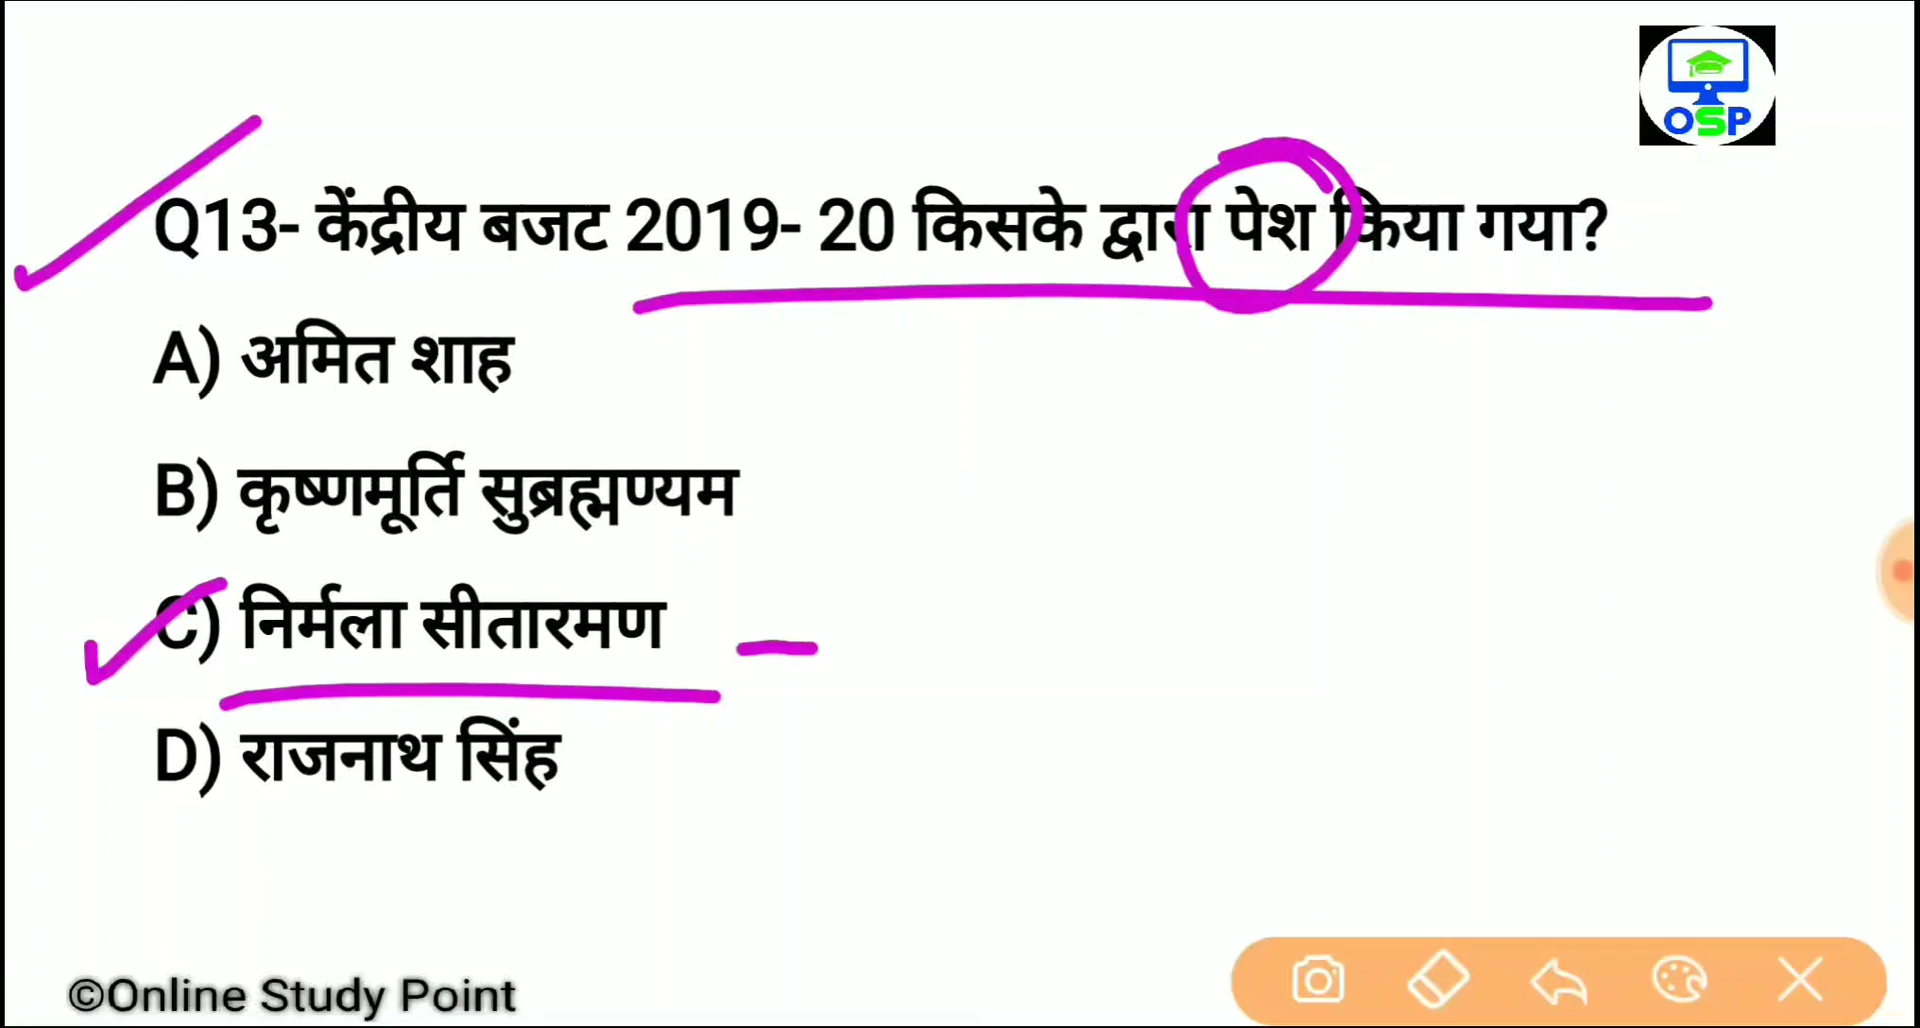 OSP
Q13- केंद्रीय बजट 2019- 20 किसके द्वारा पेश किया गया?
A) अमित शाह
B) कृष्णमूर्ति सुब्रह्मण्यम
C) निर्मला सीतारमण
D) राजनाथ सिंह
©Online Study Point